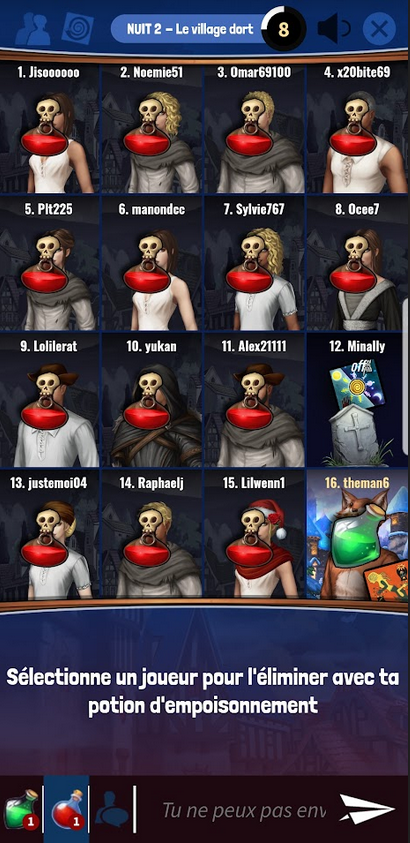 NUIT 2 – Le village dort
8
1. Jisoooooo
2. Noemie51
3. Omar69100
4. x20bite69
5. Plt225
6. manondcc
7. Sylvie767
8. Ocee7
9. Lolilerat
10. yukan
11. Alex21111
12. Minally
Off
13. justemoi04
14. Raphaelj
15. Lilwenn1
16. theman6
Sélectionne un joueur pour l'éliminer avec ta
potion d'empoisonnement
1
1
Tu ne peux pas env